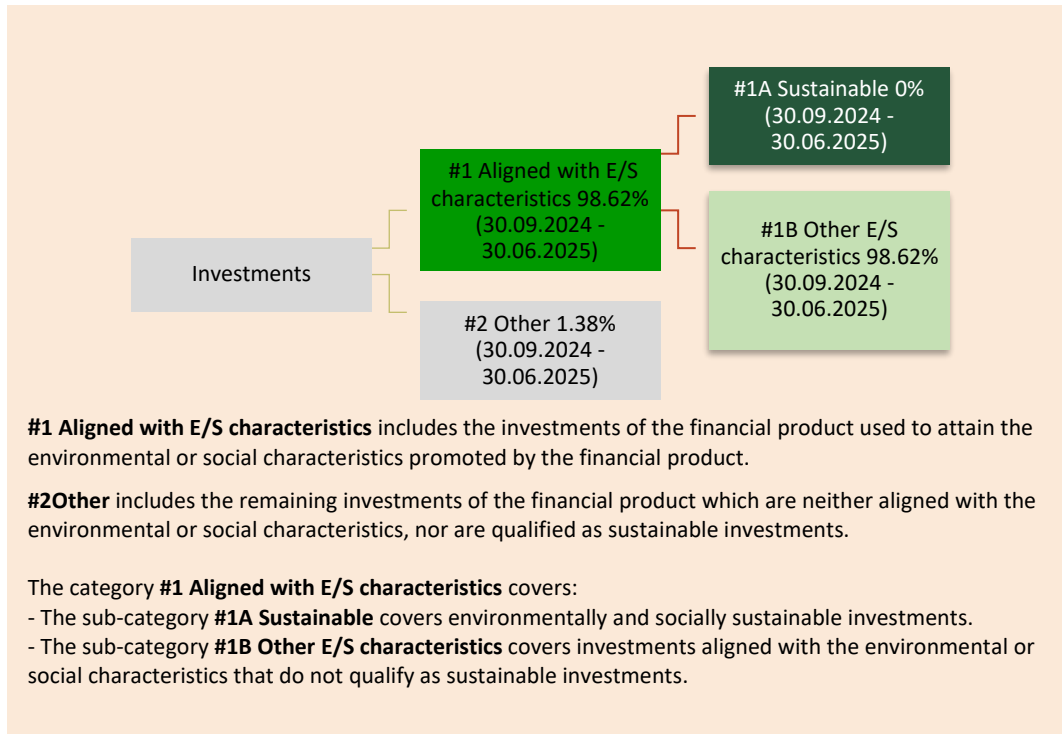 #1A Sustainable 0%
(30.09.2024 -
30.06.2025)
#1 Aligned with E/S
characteristics 98.62%
(30.09.2024 -
30.06.2025)
#1B Other E/S
characteristics 98.62%
(30.09.2024 -
30.06.2025)
Investments
#2 Other 1.38%
(30.09.2024 -
30.06.2025)
#1 Aligned with E/S characteristics includes the investments of the financial product used to attain the
environmental or social characteristics promoted by the financial product.
#2Other includes the remaining investments of the financial product which are neither aligned with the
environmental or social characteristics, nor are qualified as sustainable investments.
The category #1 Aligned with E/S characteristics covers:
- The sub-category #1A Sustainable covers environmentally and socially sustainable investments.
- The sub-category #1B Other E/S characteristics covers investments aligned with the environmental or
social characteristics that do not qualify as sustainable investments.